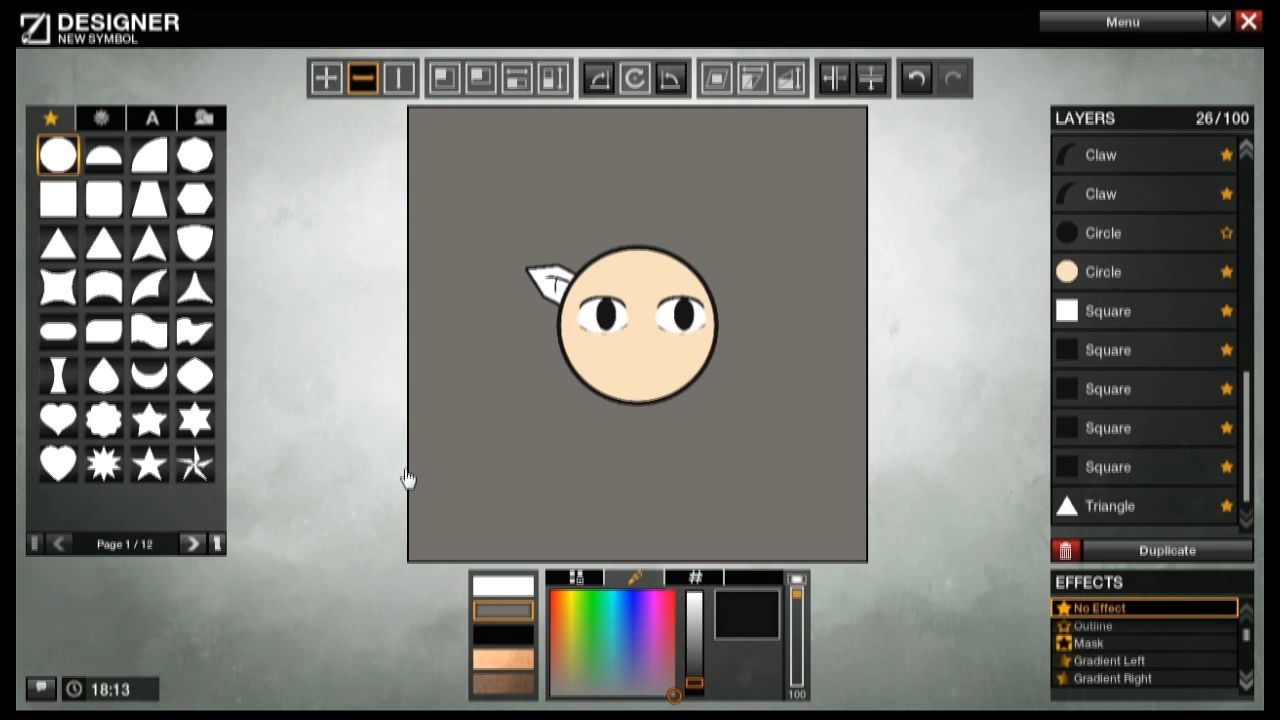 DESIGNER
NEW SYMBOL
Menu
A
LAYERS 26/100
Claw
Claw
Circle
Circle
Square
Square
Square
Square
Square
Triangle
Page 1 / 12
Duplicate
EFFECTS
No Effect
Outline
Mask
Gradient Left
Gradient Right
#
100
18:13